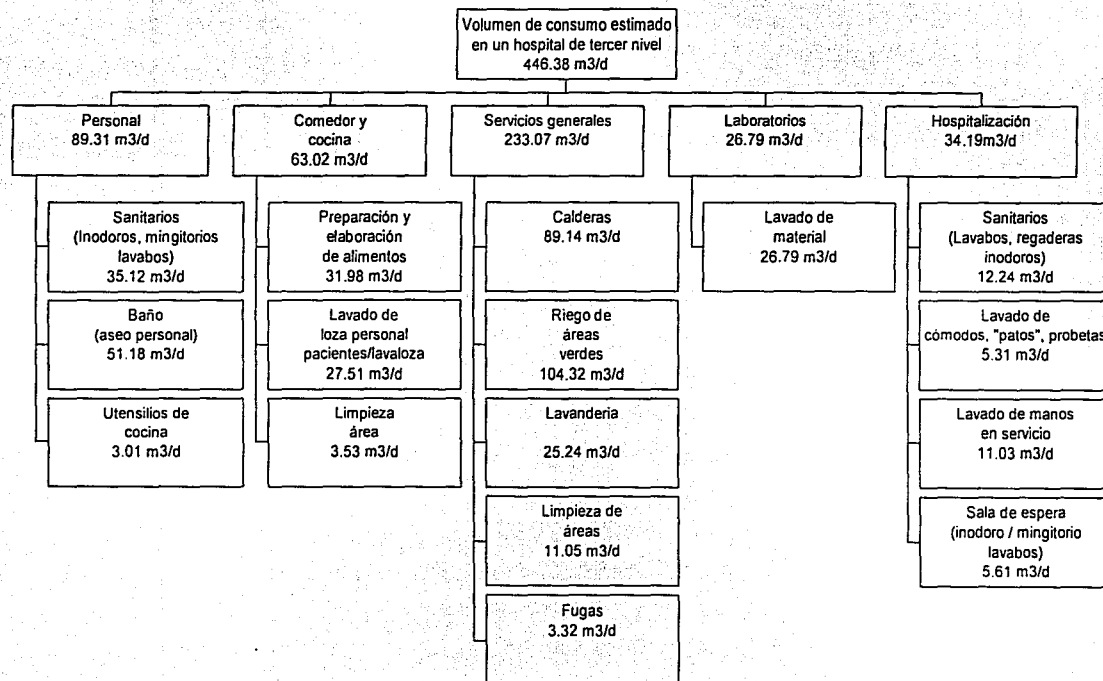 Volumen de consumo estimado
en un hospital de tercer nivel
446.38 m3/d
Personal
89.31 m3/d
Comedor y
cocina
63.02 m3/d
Servicios generales
233.07 m3/d
Laboratorios
26.79 m3/d
Hospitalización
34.19m3/d
Sanitarios
(Inodoros, mingitorios
lavabos)
35.12 m3/d
Baño
(aseo personal)
51.18 m3/d
Utensilios de
cocina
3.01 m3/d
Preparación y
elaboración
de alimentos
31.98 m3/d
Lavado de
loza personal
pacientes/lavaloza
27.51 m3/d
Limpieza
área
3.53 m3/d
Calderas
89.14 m3/d
Riego de
áreas
verdes
104.32 m3/d
Lavanderia
25.24 m3/d
Limpieza de
áreas
11.05 m3/d
Fugas
3.32 m3/d
Lavado de
material
26.79 m3/d
Sanitarios
(Lavabos, regaderas
inodoros)
12.24 m3/d
Lavado de
cómodos, "patos", probetas
5.31 m3/d
Lavado de manos
en servicio
11.03 m3/d
Sala de espera
(inodoro / mingitorio
lavabos)
5.61 m3/d